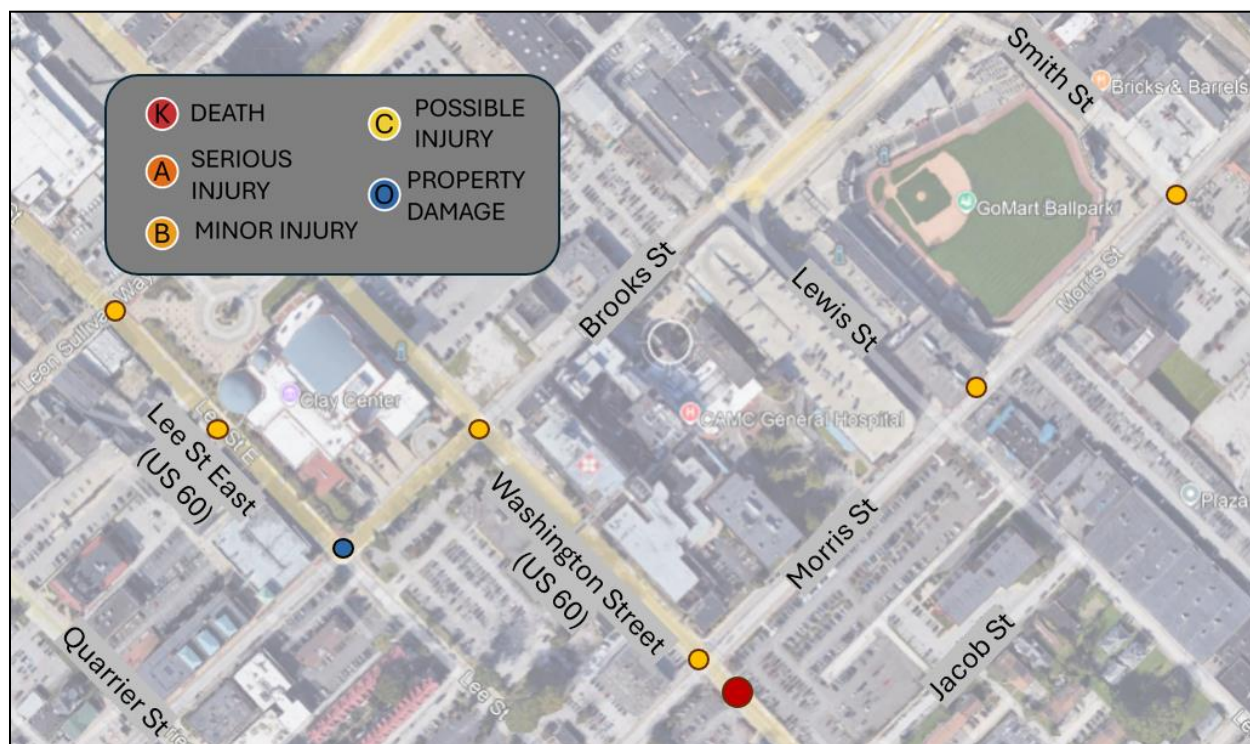 K DEATH
A SERIOUS
INJURY
B MINOR INJURY
C POSSIBLE
INJURY
O PROPERTY
DAMAGE
Smith St
Bricks & Barrels
GoMart Ballpark
Morris St
Brooks St
Lewis St
Leon Sullivan Way
Clay Center
CAMC General Hospital
Lee St E
Lee St East
(US 60)
Washington Street
(US 60)
Plaza
Morris St
Jacob St
Quarrier St
Lee St